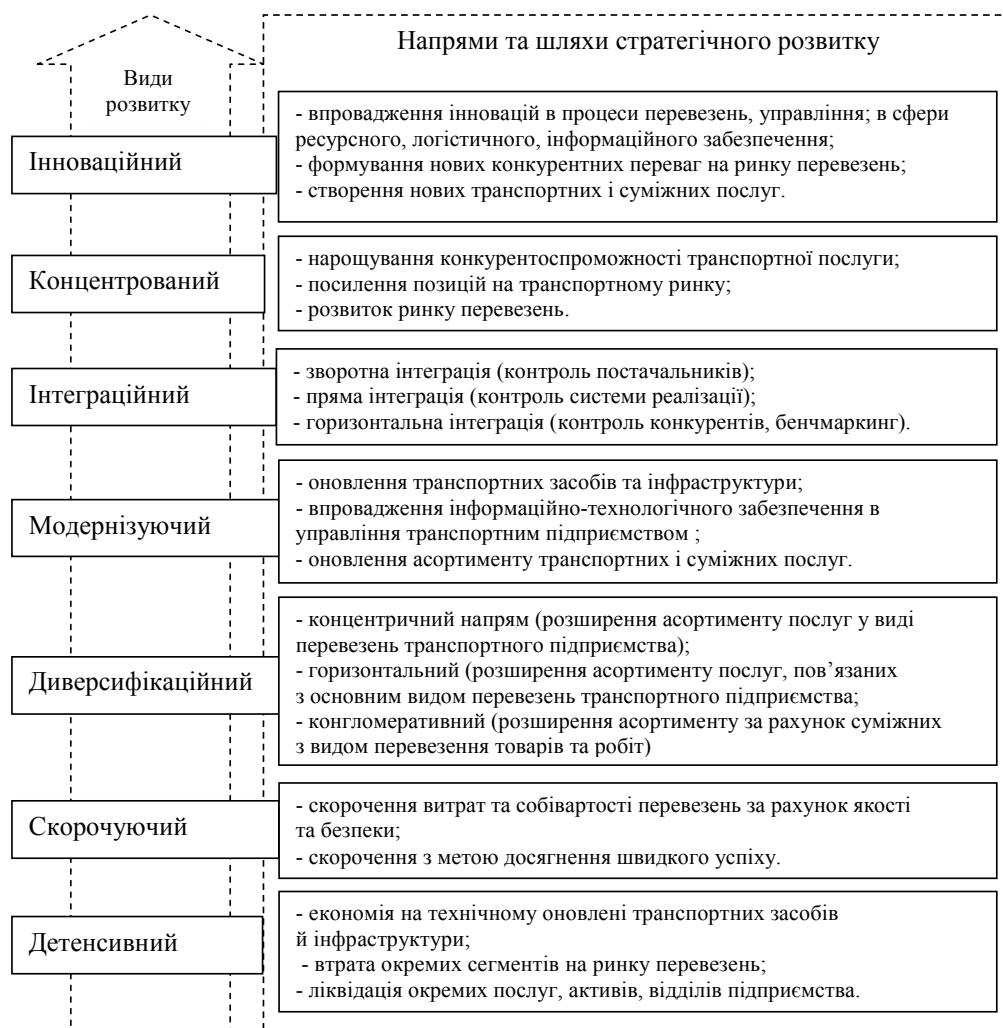 Напрями та шляхи стратегічного розвитку
Види
розвитку
Інноваційний
- впровадження інновацій в процеси перевезень, управління; в сфери
ресурсного, логістичного, інформаційного забезпечення;
- формування нових конкурентних переваг на ринку перевезень;
- створення нових транспортних і суміжних послуг.
Концентрований
- нарощування конкурентоспроможності транспортної послуги;
- посилення позицій на транспортному ринку;
- розвиток ринку перевезень.
Інтеграційний
- зворотна інтеграція (контроль постачальників);
- пряма інтеграція (контроль системи реалізації);
- горизонтальна інтеграція (контроль конкурентів, бенчмаркинг).
Модернізуючий
- оновлення транспортних засобів та інфраструктури;
- впровадження інформаційно-технологічного забезпечення в
управління транспортним підприємством ;
- оновлення асортименту транспортних і суміжних послуг.
Диверсифікаційний
- концентричний напрям (розширення асортименту послуг у виді
перевезень транспортного підприємства);
- горизонтальний (розширення асортименту послуг, пов’язаних
з основним видом перевезень транспортного підприємства;
- конгломеративний (розширення асортименту за рахунок суміжних
з видом перевезення товарів та робіт)
Скорочуючий
- скорочення витрат та собівартості перевезень за рахунок якості
та безпеки;
- скорочення з метою досягнення швидкого успіху.
Детенсивний
- економія на технічному оновлені транспортних засобів
й інфраструктури;
- втрата окремих сегментів на ринку перевезень;
- ліквідація окремих послуг, активів, відділів підприємства.